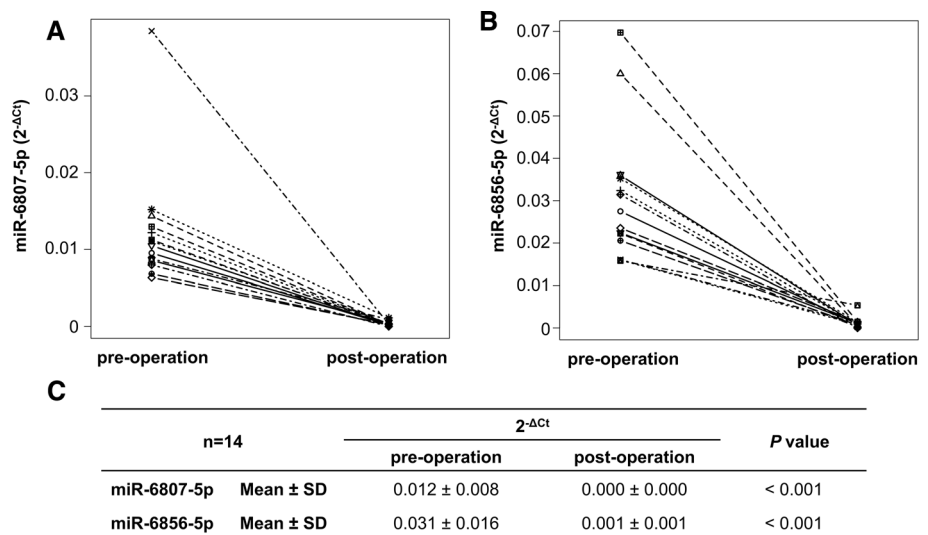 A
miR-6807-5p (2-ΔCt)
0.03
0.02
0.01
0
pre-operation post-operation
B
miR-6856-5p (2-ΔCt)
0.07
0.06
0.05
0.04
0.03
0.02
0.01
0
pre-operation post-operation
C
n=14 2-ΔCt P value
pre-operation post-operation
miR-6807-5p Mean ± SD 0.012 ± 0.008 0.000 ± 0.000 < 0.001
miR-6856-5p Mean ± SD 0.031 ± 0.016 0.001 ± 0.001 < 0.001